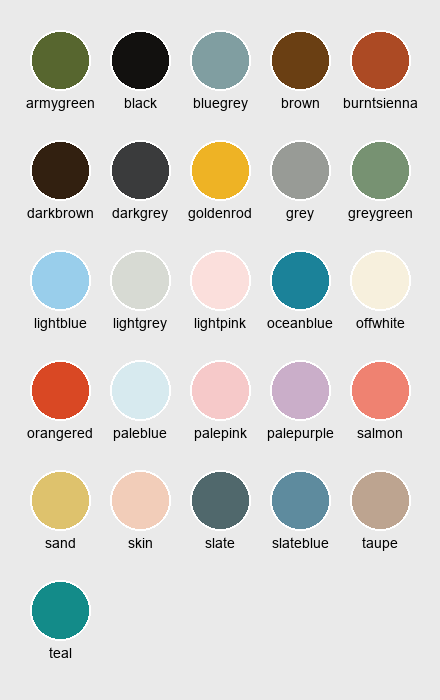 armygreen black bluegrey brown burntsienna
darkbrown darkgrey goldenrod grey greygreen
lightblue lightgrey lightpink oceanblue offwhite
orangered paleblue palepink palepurple salmon
sand skin slate slateblue taupe
teal